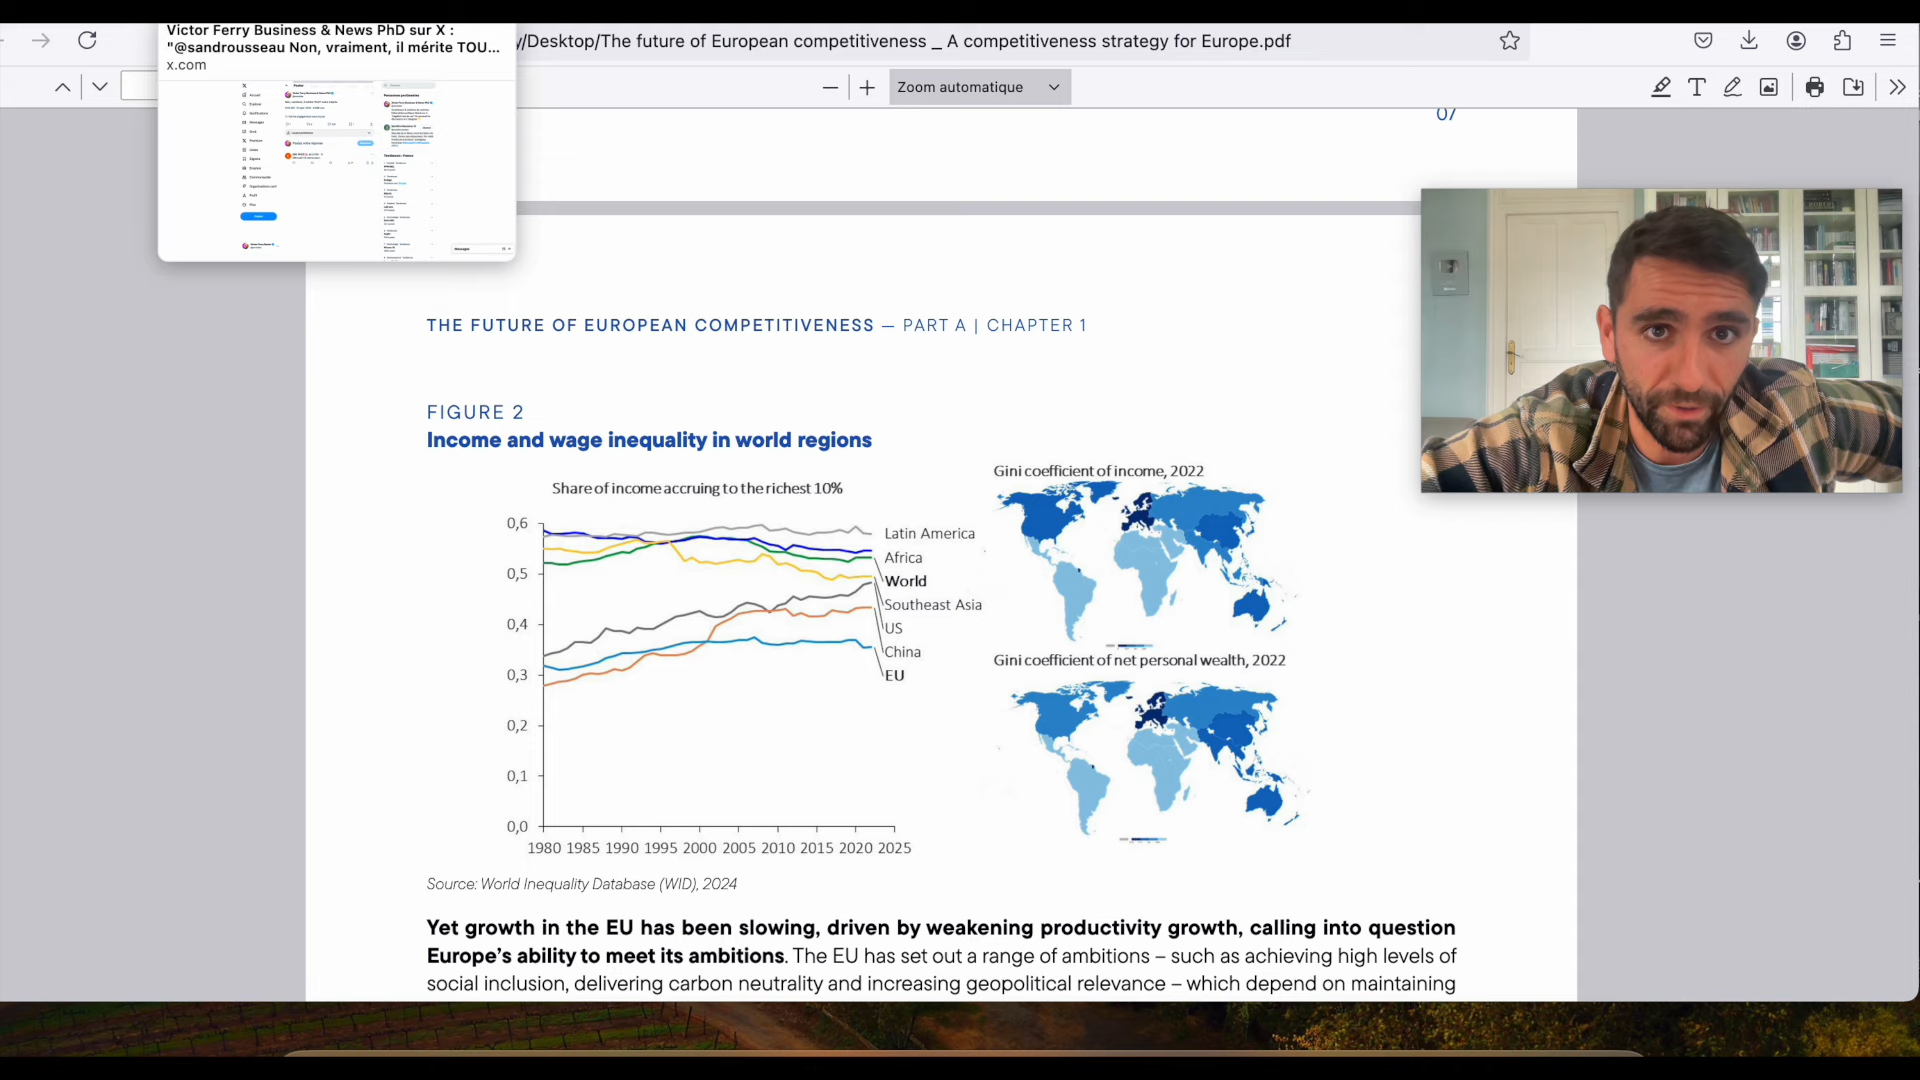 Victor Ferry Business & News PhD sur X :
"@sandrousseau Non, vraiment, il mérite TOU...
x.com
y/Desktop/The future of European competitiveness _ A competitiveness strategy for Europe.pdf
Zoom automatique
07
THE FUTURE OF EUROPEAN COMPETITIVENESS — PART A | CHAPTER 1
FIGURE 2
Income and wage inequality in world regions
Share of income accruing to the richest 10%
0,6
0,5
0,4
0,3
0,2
0,1
0,0
1980 1985 1990 1995 2000 2005 2010 2015 2020 2025
Latin America
Africa
World
Southeast Asia
US
China
EU
Gini coefficient of income, 2022
Gini coefficient of net personal wealth, 2022
Source: World Inequality Database (WID), 2024
Yet growth in the EU has been slowing, driven by weakening productivity growth, calling into question
Europe's ability to meet its ambitions. The EU has set out a range of ambitions – such as achieving high levels of
social inclusion, delivering carbon neutrality and increasing geopolitical relevance – which depend on maintaining